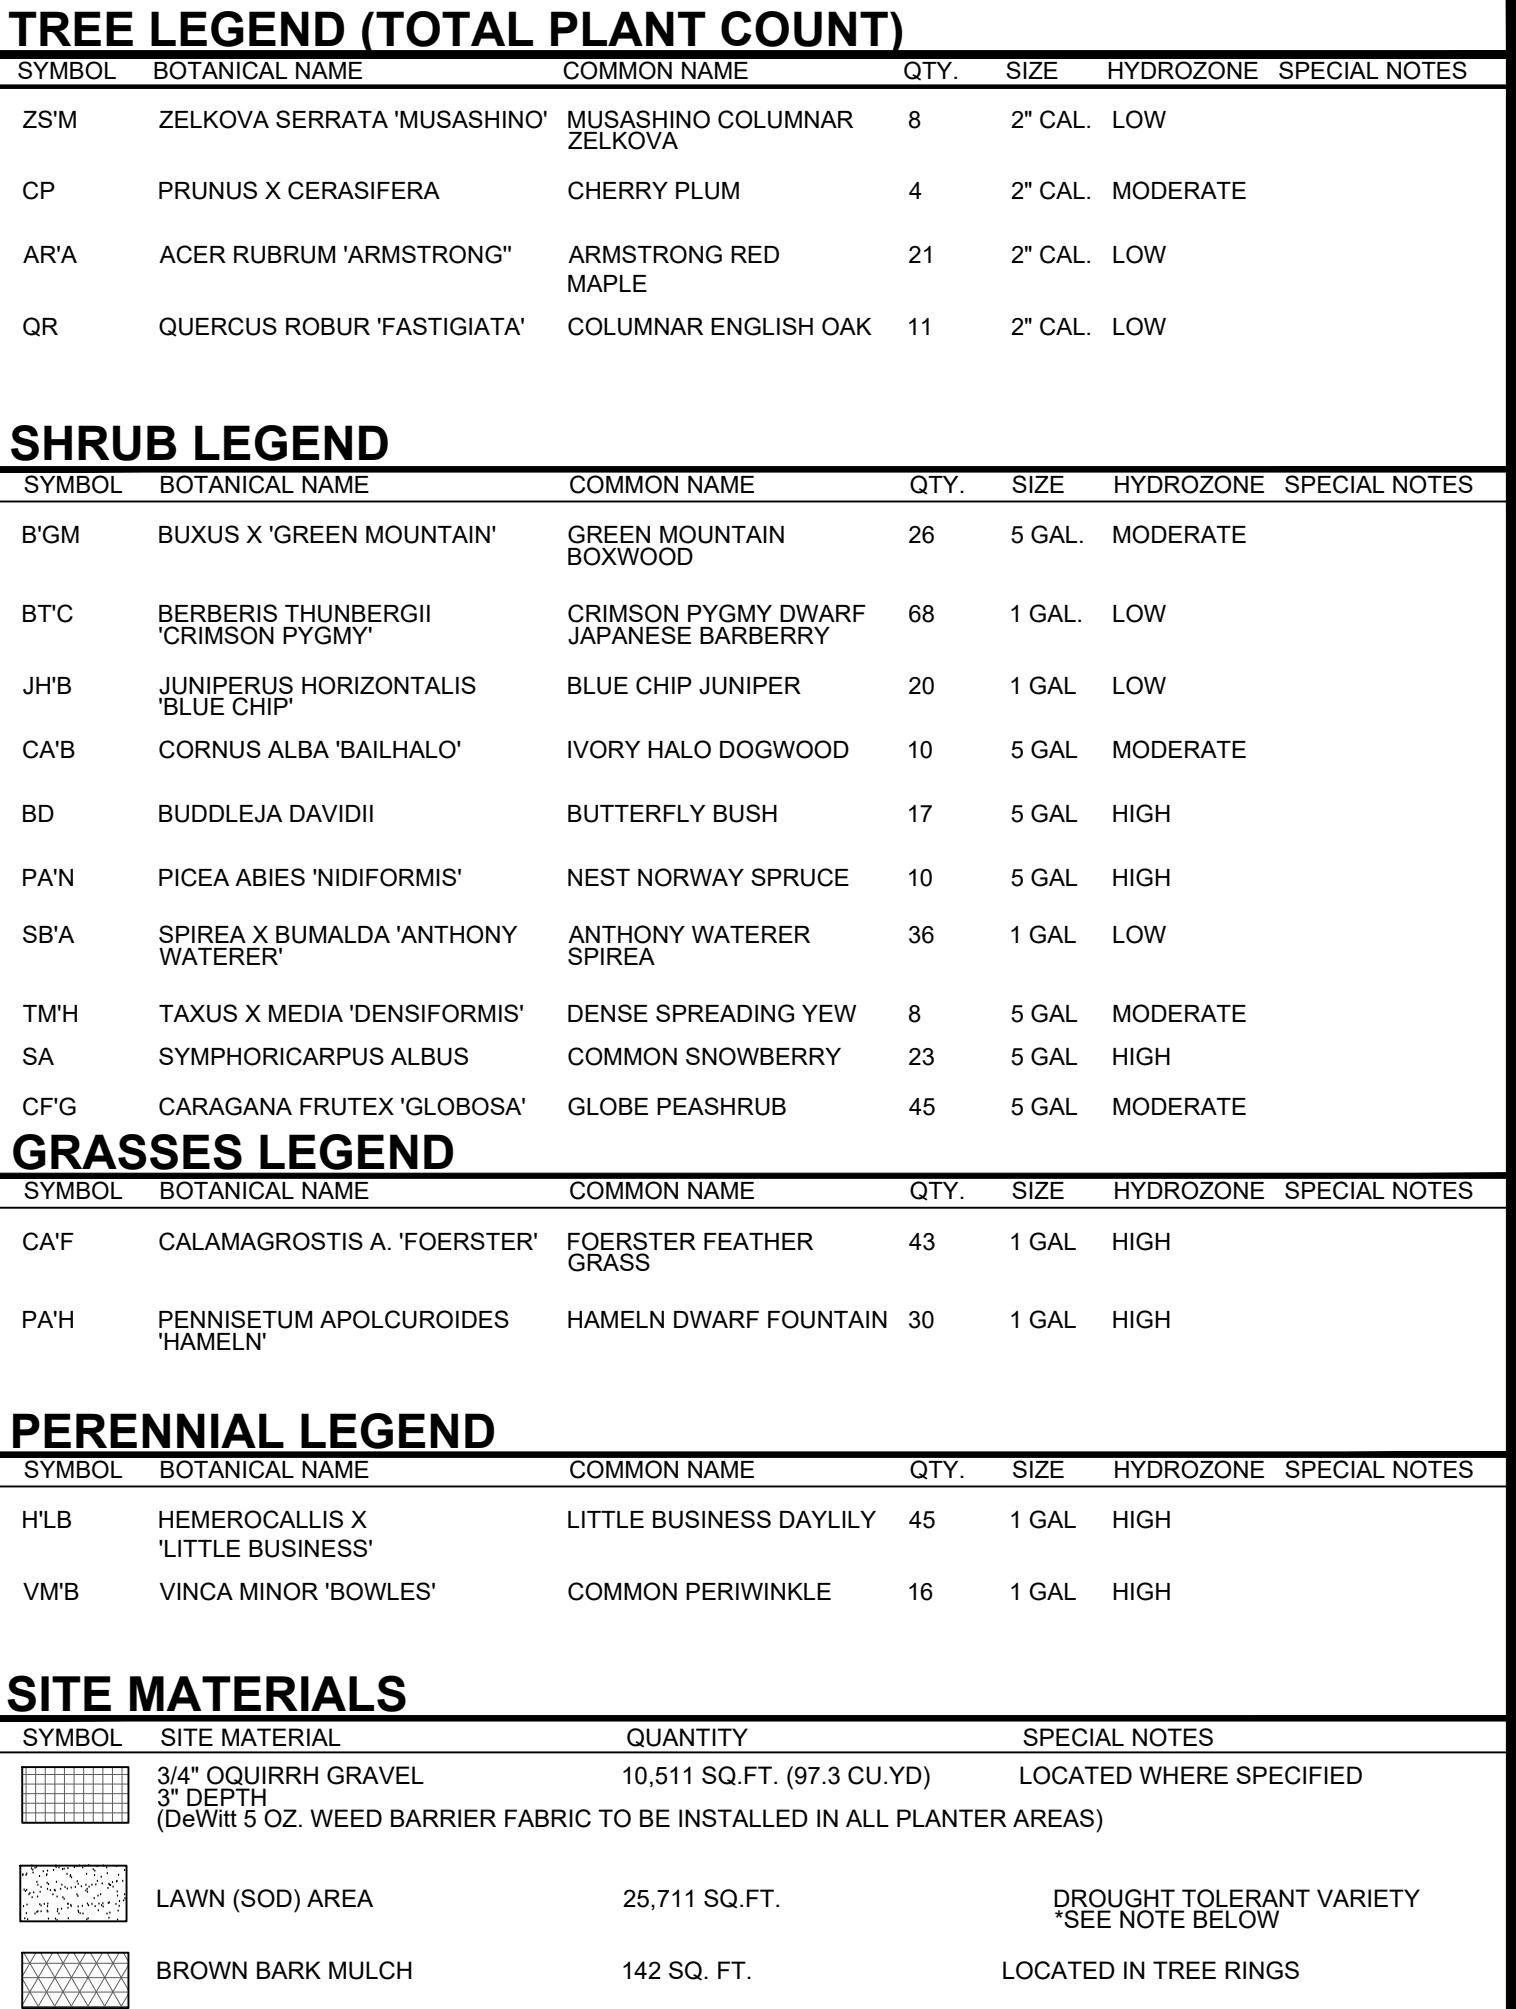 TREE LEGEND (TOTAL PLANT COUNT)
SYMBOL BOTANICAL NAME COMMON NAME QTY. SIZE HYDROZONE SPECIAL NOTES
ZS'M ZELKOVA SERRATA 'MUSASHINO' MUSASHINO COLUMNAR 8 2" CAL. LOW
ZELKOVA
CP PRUNUS X CERASIFERA CHERRY PLUM 4 2" CAL. MODERATE
AR'A ACER RUBRUM 'ARMSTRONG" ARMSTRONG RED 21 2" CAL. LOW
MAPLE
QR QUERCUS ROBUR 'FASTIGIATA' COLUMNAR ENGLISH OAK 11 2" CAL. LOW
SHRUB LEGEND
SYMBOL BOTANICAL NAME COMMON NAME QTY. SIZE HYDROZONE SPECIAL NOTES
B'GM BUXUS X 'GREEN MOUNTAIN' GREEN MOUNTAIN 26 5 GAL. MODERATE
BOXWOOD
BT'C BERBERIS THUNBERGII CRIMSON PYGMY DWARF 68 1 GAL. LOW
'CRIMSON PYGMY' JAPANESE BARBERRY
JH'B JUNIPERUS HORIZONTALIS BLUE CHIP JUNIPER 20 1 GAL LOW
'BLUE CHIP'
CA'B CORNUS ALBA 'BAILHALO' IVORY HALO DOGWOOD 10 5 GAL MODERATE
BD BUDDLEJA DAVIDII BUTTERFLY BUSH 17 5 GAL HIGH
PA'N PICEA ABIES 'NIDIFORMIS' NEST NORWAY SPRUCE 10 5 GAL HIGH
SB'A SPIREA X BUMALDA 'ANTHONY ANTHONY WATERER 36 1 GAL LOW
WATERER' SPIREA
TM'H TAXUS X MEDIA 'DENSIFORMIS' DENSE SPREADING YEW 8 5 GAL MODERATE
SA SYMPHORICARPUS ALBUS COMMON SNOWBERRY 23 5 GAL HIGH
CF'G CARAGANA FRUTEX 'GLOBOSA' GLOBE PEASHRUB 45 5 GAL MODERATE
GRASSES LEGEND
SYMBOL BOTANICAL NAME COMMON NAME QTY. SIZE HYDROZONE SPECIAL NOTES
CA'F CALAMAGROSTIS A. 'FOERSTER' FOERSTER FEATHER 43 1 GAL HIGH
GRASS
PA'H PENNISETUM APOLCUROIDES HAMELN DWARF FOUNTAIN 30 1 GAL HIGH
'HAMELN'
PERENNIAL LEGEND
SYMBOL BOTANICAL NAME COMMON NAME QTY. SIZE HYDROZONE SPECIAL NOTES
H'LB HEMEROCALLIS X LITTLE BUSINESS DAYLILY 45 1 GAL HIGH
'LITTLE BUSINESS'
VM'B VINCA MINOR 'BOWLES' COMMON PERIWINKLE 16 1 GAL HIGH
SITE MATERIALS
SYMBOL SITE MATERIAL QUANTITY SPECIAL NOTES
3/4" OQUIRRH GRAVEL 10,511 SQ.FT. (97.3 CU.YD) LOCATED WHERE SPECIFIED
3" DEPTH
(DeWitt 5 OZ. WEED BARRIER FABRIC TO BE INSTALLED IN ALL PLANTER AREAS)
LAWN (SOD) AREA 25,711 SQ.FT. DROUGHT TOLERANT VARIETY
*SEE NOTE BELOW
BROWN BARK MULCH 142 SQ. FT. LOCATED IN TREE RINGS